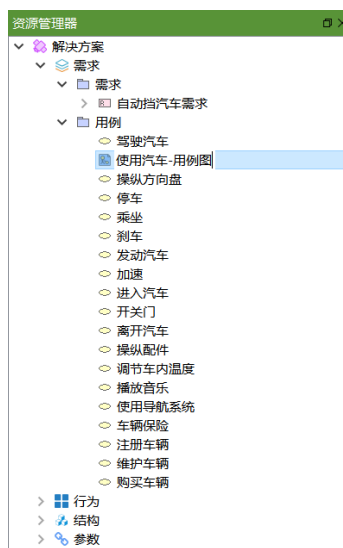 资源管理器
解决方案
需求
需求
自动挡汽车需求
用例
驾驶汽车
使用汽车-用例图
操纵方向盘
停车
乘坐
刹车
发动汽车
加速
进入汽车
开关门
离开汽车
操纵配件
调节车内温度
播放音乐
使用导航系统
车辆保险
注册车辆
维护车辆
购买车辆
行为
结构
参数